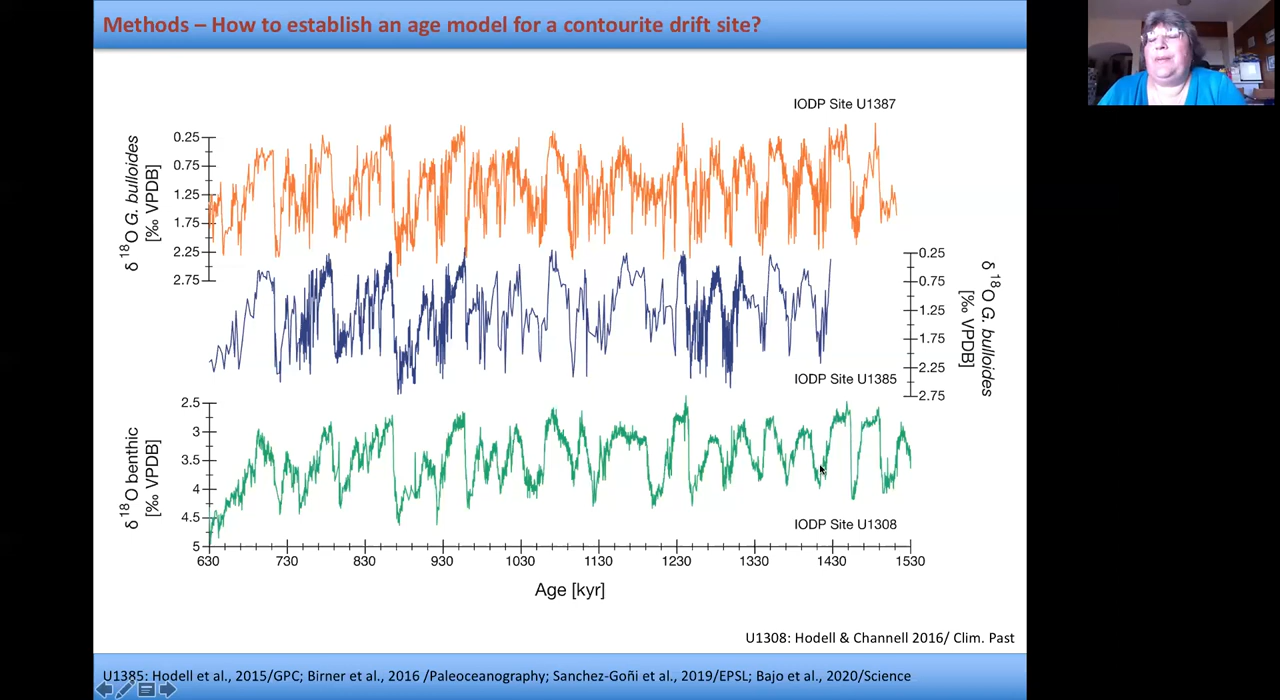 Methods – How to establish an age model for a contourite drift site?
IODP Site U1387
δ 18O G. bulloides
[‰ VPDB]
0.25
0.75
1.25
1.75
2.25
2.75
0.25
0.75
1.25
1.75
2.25
2.75
δ 18O G. bulloides
[‰ VPDB]
IODP Site U1385
δ 18O benthic
[‰ VPDB]
2.5
3
3.5
4
4.5
5
IODP Site U1308
630 730 830 930 1030 1130 1230 1330 1430 1530
Age [kyr]
U1308: Hodell & Channell 2016/ Clim. Past
U1385: Hodell et al., 2015/GPC; Birner et al., 2016 /Paleoceanography; Sanchez-Goñi et al., 2019/EPSL; Bajo et al., 2020/Science